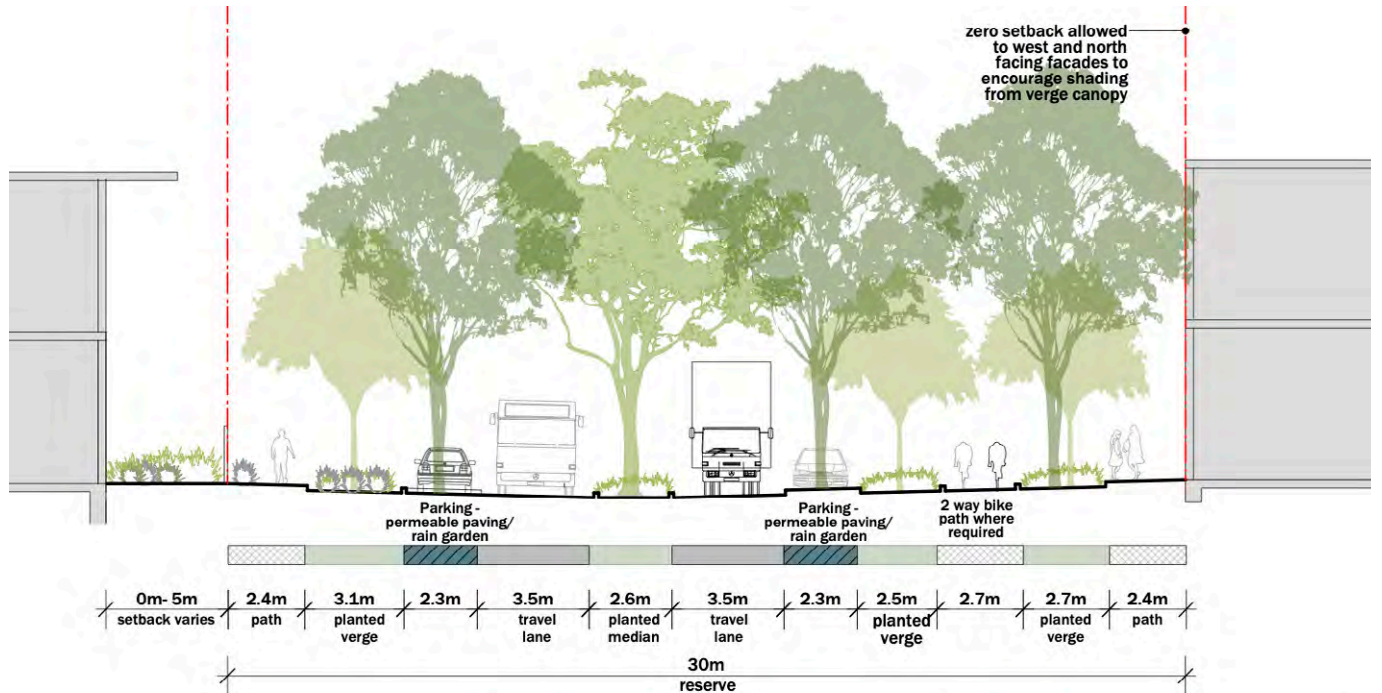 zero setback allowed
to west and north
facing facades to
encourage shading
from verge canopy
Parking -
permeable paving/
rain garden
Parking -
permeable paving/
rain garden
2 way bike
path where
required
0m- 5m
setback varies
2.4m
path
3.1m
planted
verge
2.3m
3.5m
travel
lane
2.6m
planted
median
3.5m
travel
lane
2.3m
2.5m
planted
verge
2.7m
2.7m
planted
verge
2.4m
path
30m
reserve